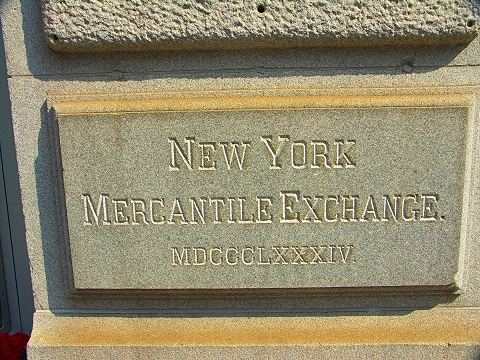 New York
Mercantile Exchange.
MDCCCLXXXIV.